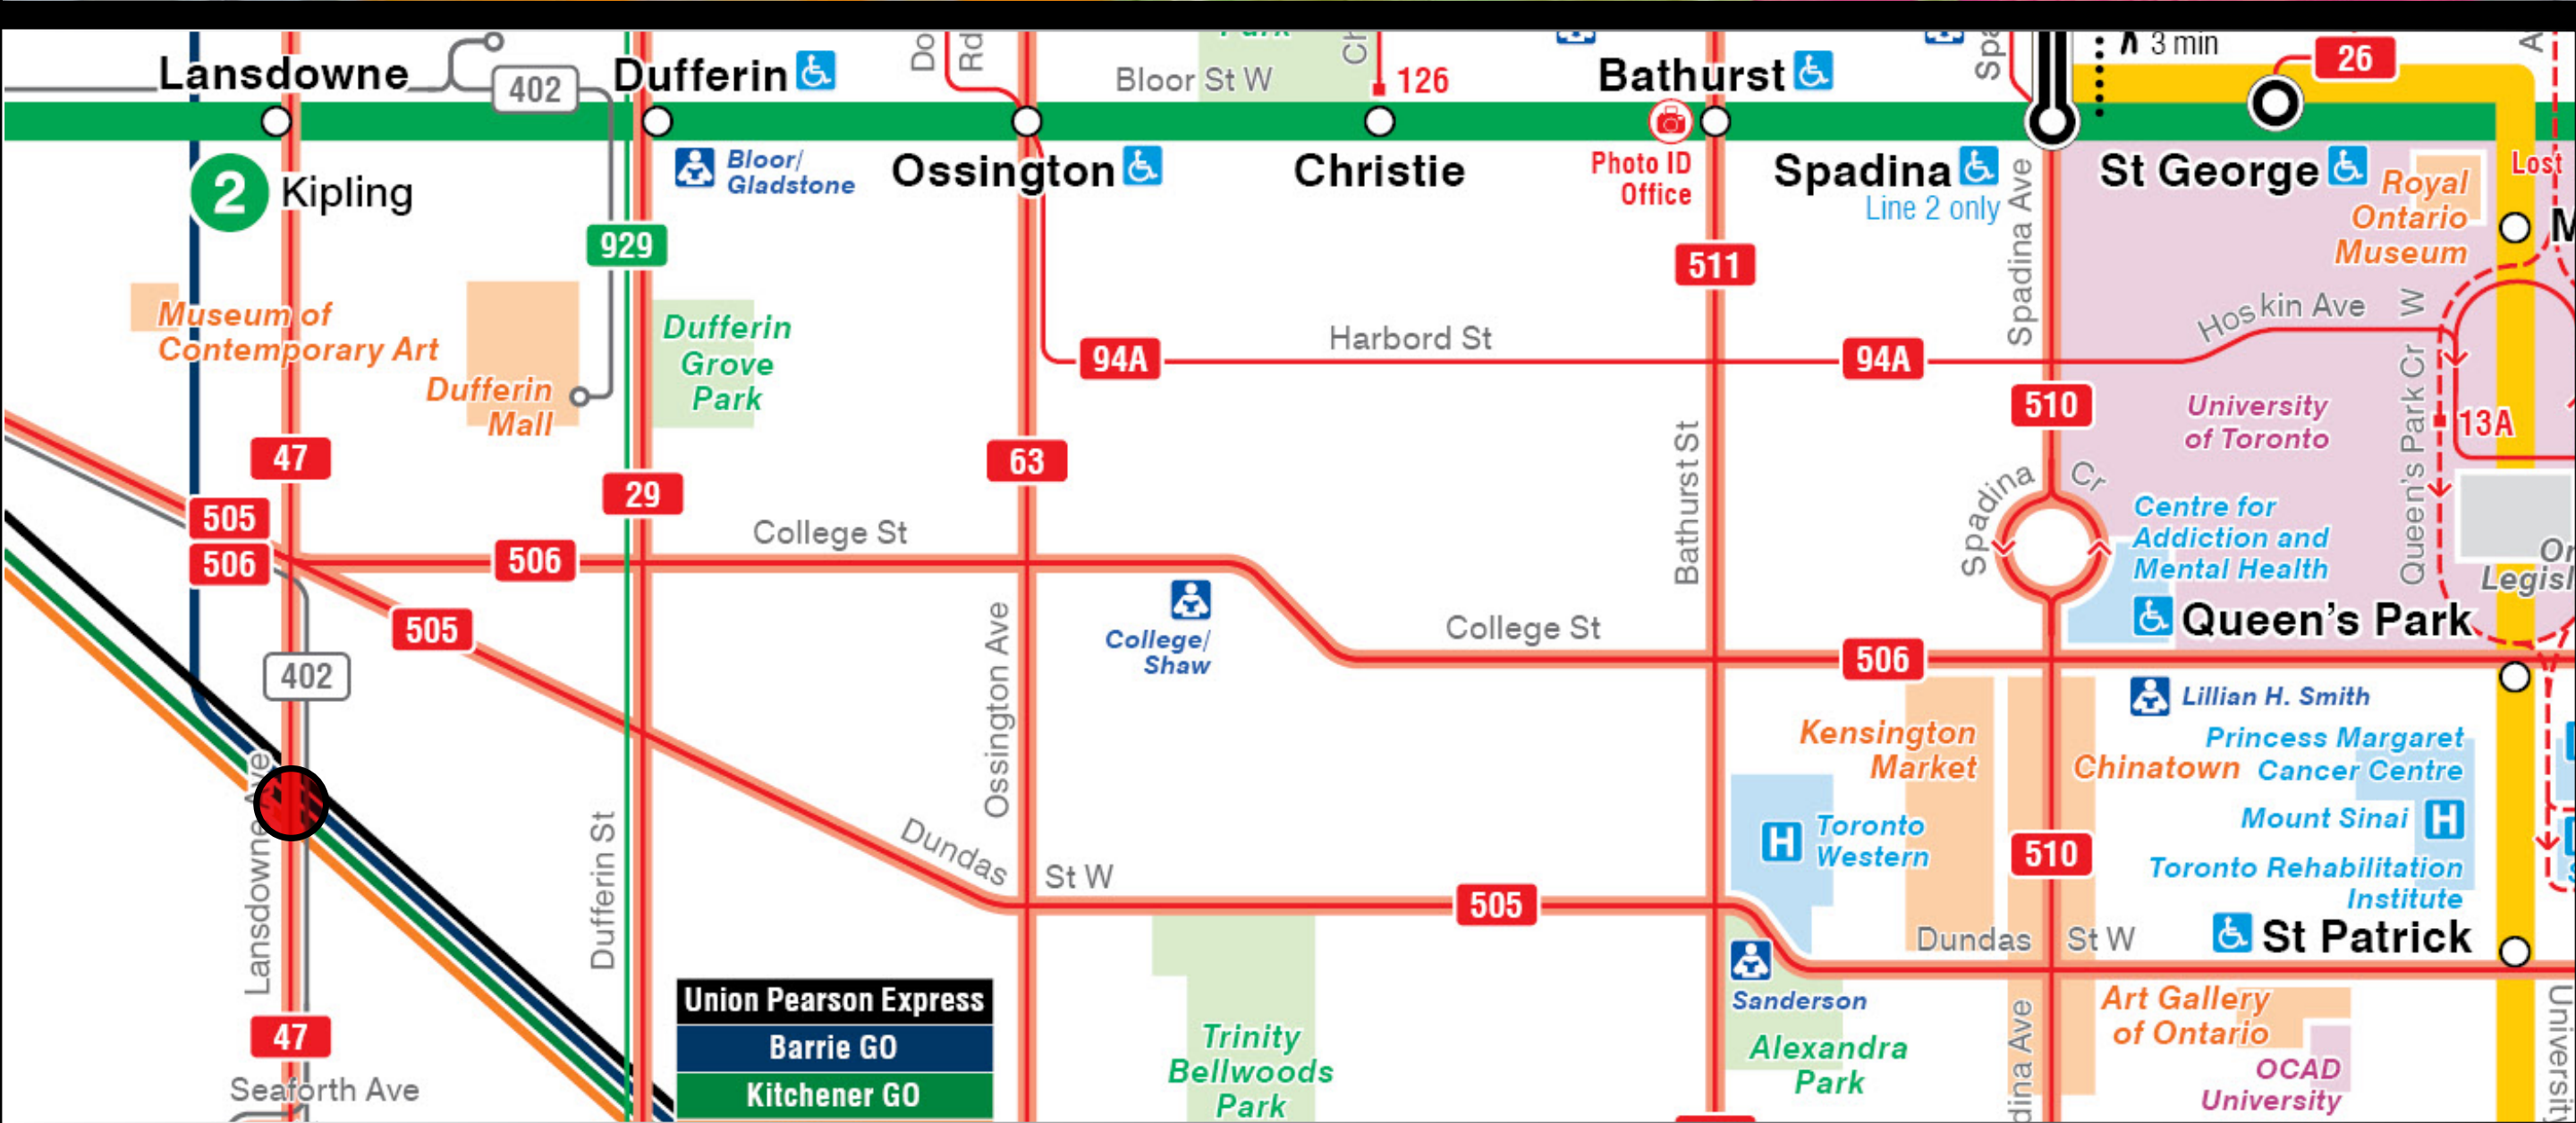 Park
3 min
26
Lansdowne
402
Dufferin
Do
Rd
Bloor St W
126
Bathurst
2
Kipling
Bloor/
Gladstone
Ossington
Christie
Photo ID
Office
Spadina
Line 2 only
Spadina Ave
St George
Royal
Ontario
Museum
Lost
929
511
Museum of
Contemporary Art
Dufferin
Mall
Dufferin
Grove
Park
94A
Harbord St
94A
Hoskin Ave
Queen's Park Cr W
510
University
of Toronto
13A
47
29
63
Bathurst St
Spadina Cr
505
506
506
College St
Centre for
Addiction and
Mental Health
505
College/
Shaw
College St
506
Queen's Park
402
Ossington Ave
Lillian H. Smith
Kensington
Market
Chinatown
Princess Margaret
Cancer Centre
H
Mount Sinai
H
Toronto
Western
Toronto Rehabilitation
Institute
Lansdowne Ave
Dufferin St
Dundas St W
505
510
Dundas St W
St Patrick
47
Seaforth Ave
Union Pearson Express
Barrie GO
Kitchener GO
Trinity
Bellwoods
Park
Sanderson
Alexandra
Park
Art Gallery
of Ontario
OCAD
University